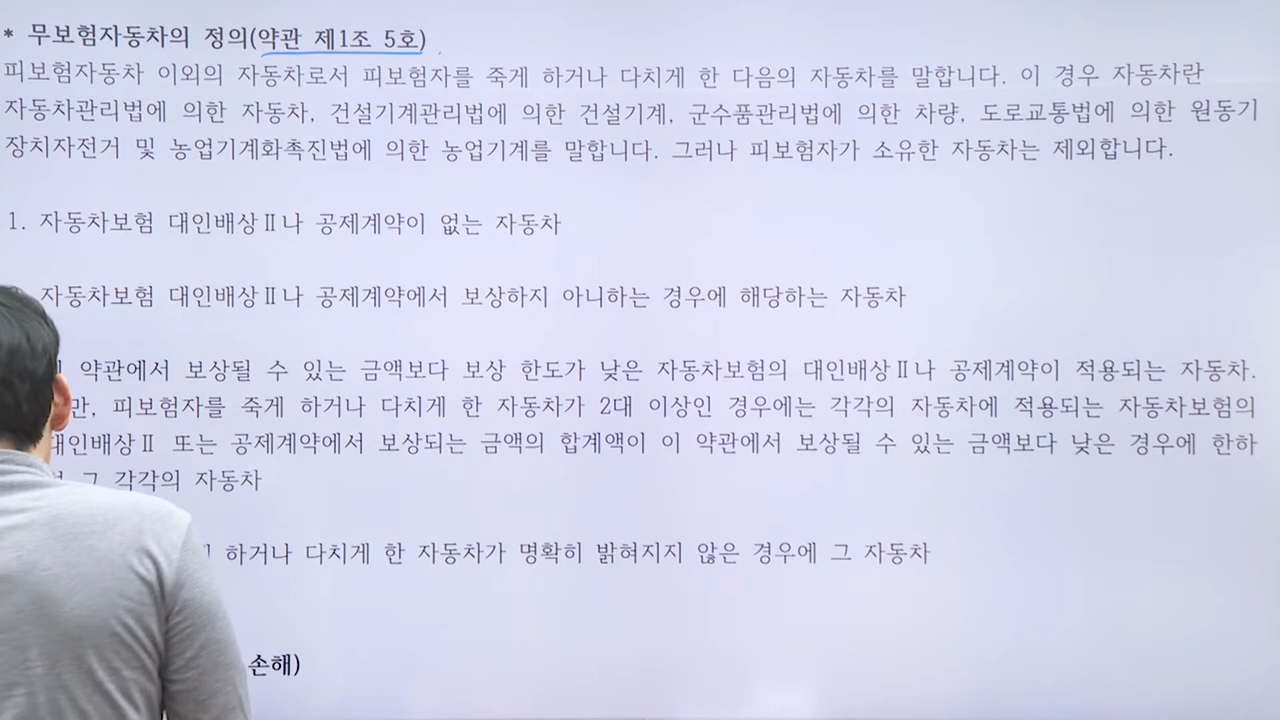 * 무보험자동차의 정의(약관 제1조 5호)
피보험자동차 이외의 자동차로서 피보험자를 죽게 하거나 다치게 한 다음의 자동차를 말합니다. 이 경우 자동차란
자동차관리법에 의한 자동차, 건설기계관리법에 의한 건설기계, 군수품관리법에 의한 차량, 도로교통법에 의한 원동기
장치자전거 및 농업기계화촉진법에 의한 농업기계를 말합니다. 그러나 피보험자가 소유한 자동차는 제외합니다.
1. 자동차보험 대인배상Ⅱ나 공제계약이 없는 자동차
자동차보험 대인배상Ⅱ나 공제계약에서 보상하지 아니하는 경우에 해당하는 자동차
약관에서 보상될 수 있는 금액보다 보상 한도가 낮은 자동차보험의 대인배상Ⅱ나 공제계약이 적용되는 자동차.
피보험자를 죽게 하거나 다치게 한 자동차가 2대 이상인 경우에는 각각의 자동차에 적용되는 자동차보험의
대인배상Ⅱ 또는 공제계약에서 보상되는 금액의 합계액이 이 약관에서 보상될 수 있는 금액보다 낮은 경우에 한하
그 각각의 자동차
하거나 다치게 한 자동차가 명확히 밝혀지지 않은 경우에 그 자동차
손해)